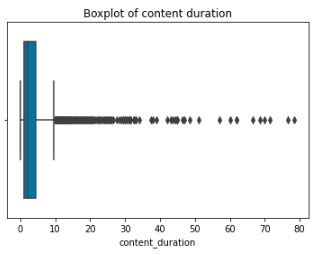 Boxplot of content duration
0 10 20 30 40 50 60 70 80
content_duration